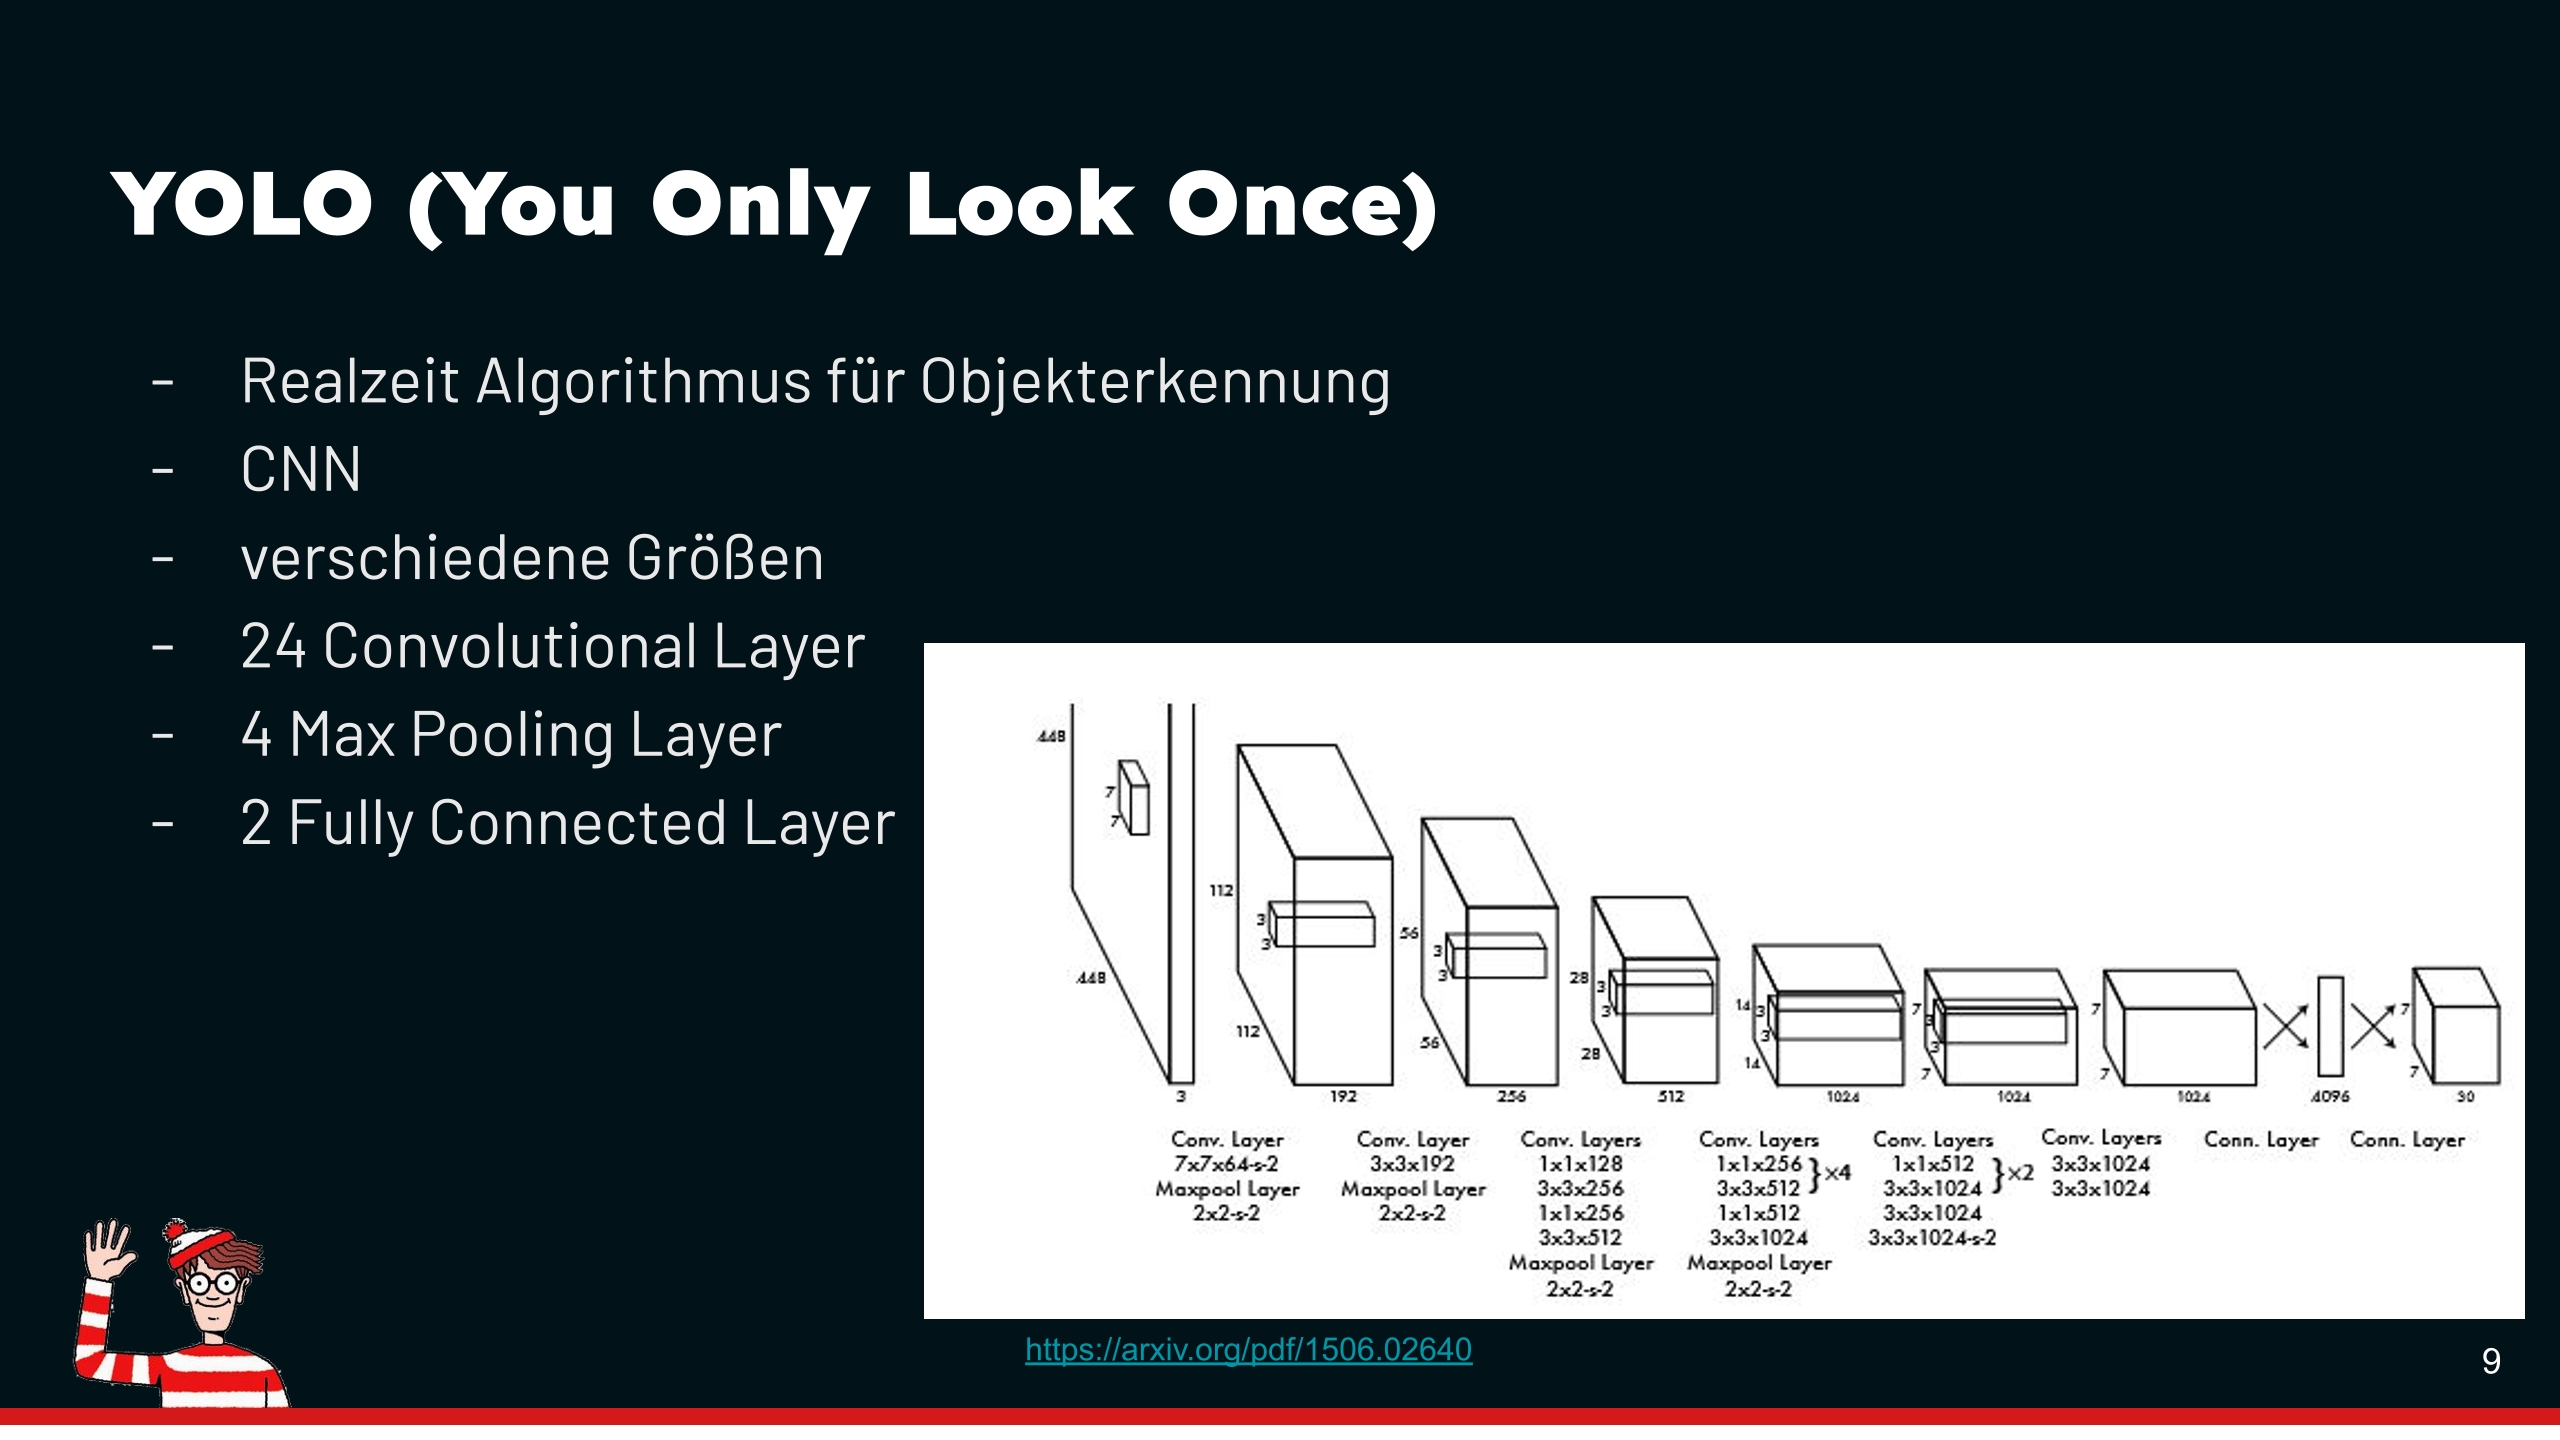 YOLO (You Only Look Once)
- Realzeit Algorithmus für Objekterkennung
- CNN
- verschiedene Größen
- 24 Convolutional Layer
- 4 Max Pooling Layer
- 2 Fully Connected Layer
448
448
7
7
3
112
112
3
3
192
56
56
3
3
256
28
28
3
3
512
14
14
3
3
1024
7
7
3
3
1024
7
7
1024
4096
7
7
30
Conv. Layer
7x7x64-s-2
Maxpool Layer
2x2-s-2
Conv. Layer
3x3x192
Maxpool Layer
2x2-s-2
Conv. Layers
1x1x128
3x3x256
1x1x256
3x3x512
Maxpool Layer
2x2-s-2
Conv. Layers
1x1x256
3x3x512
}×4
1x1x512
3x3x1024
Maxpool Layer
2x2-s-2
Conv. Layers
1x1x512
3x3x1024
}×2
3x3x1024
3x3x1024-s-2
Conv. Layers
3x3x1024
3x3x1024
Conn. Layer
Conn. Layer
https://arxiv.org/pdf/1506.02640
9